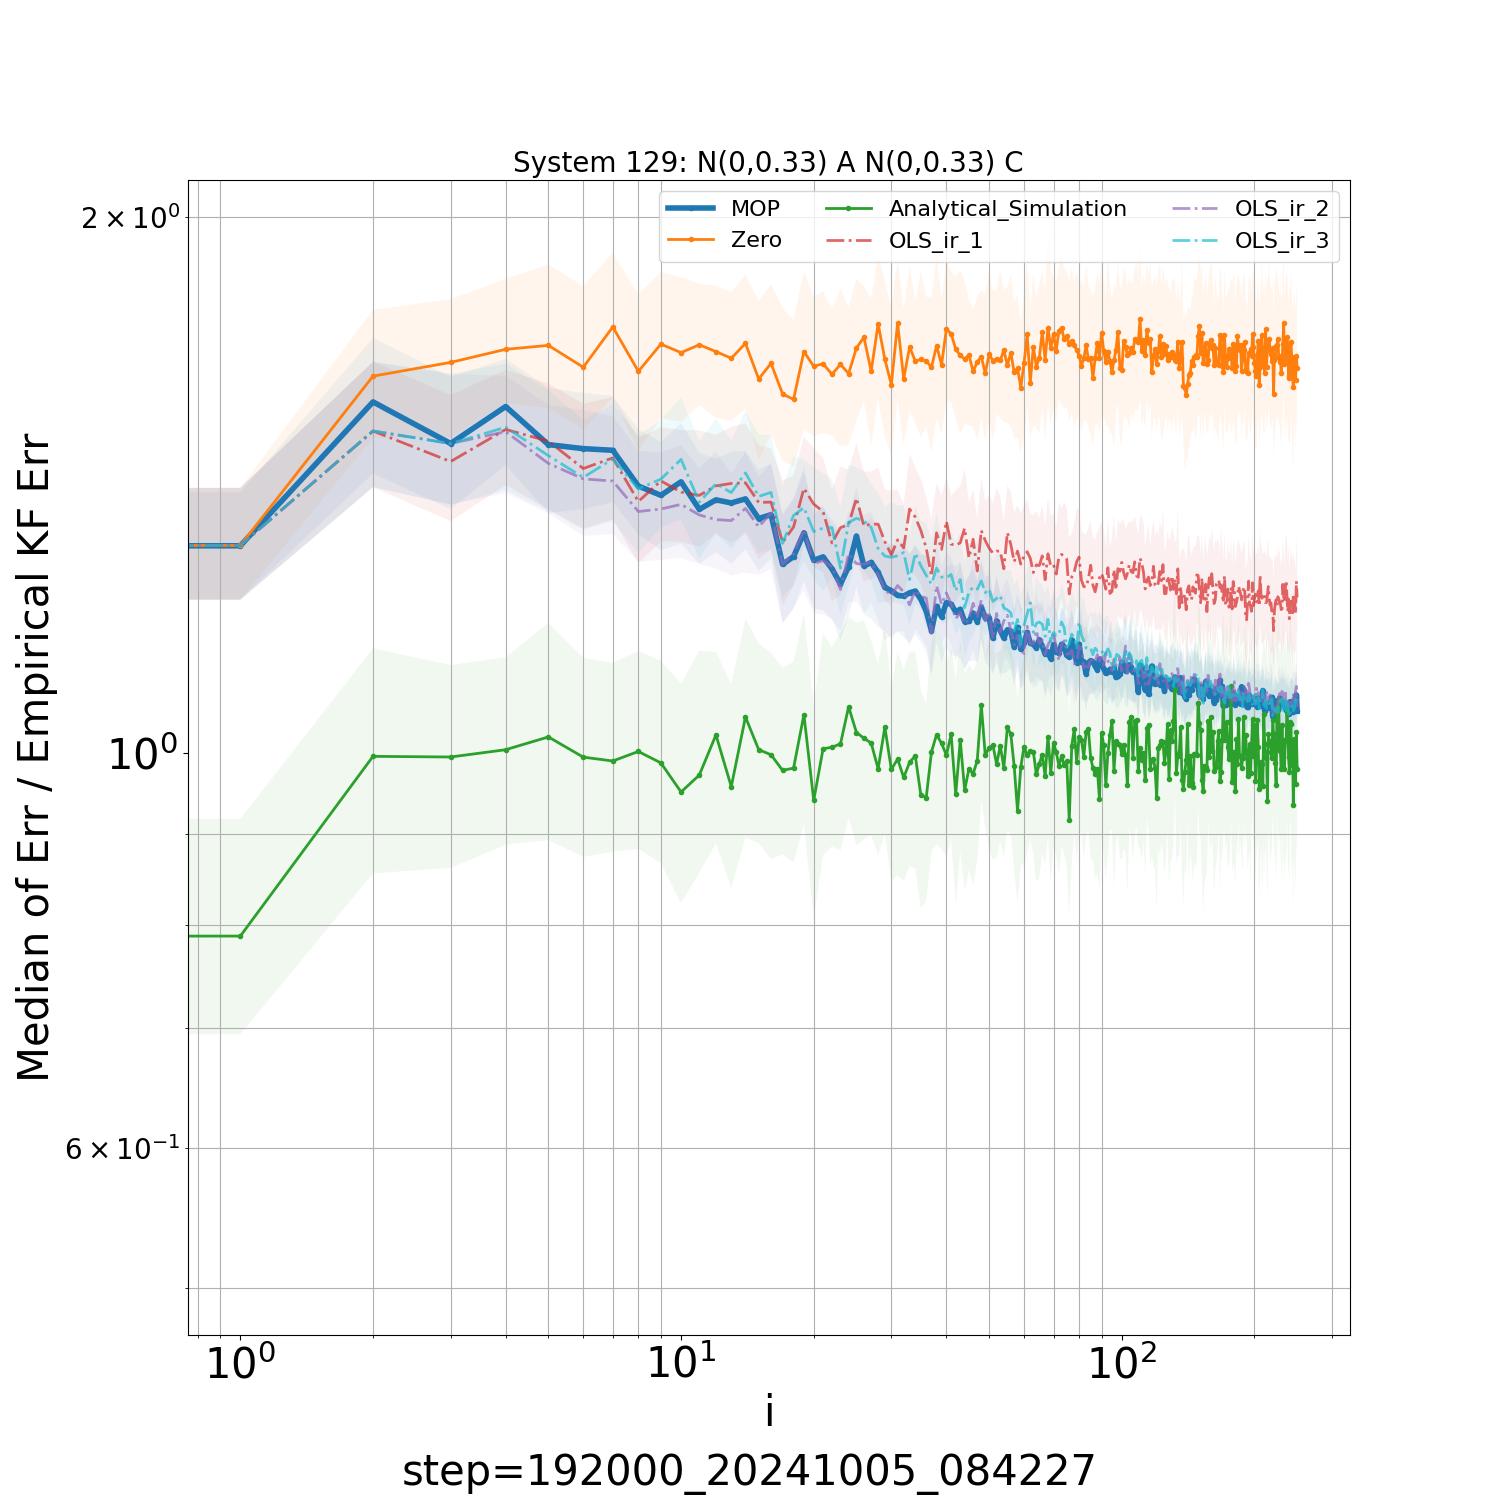 System 129: N(0,0.33) A N(0,0.33) C
MOP
Zero
Analytical_Simulation
OLS_ir_1
OLS_ir_2
OLS_ir_3
Median of Err / Empirical KF Err
2 × 10⁰
10⁰
6 × 10⁻¹
10⁰
10¹
10²
i
step=192000_20241005_084227